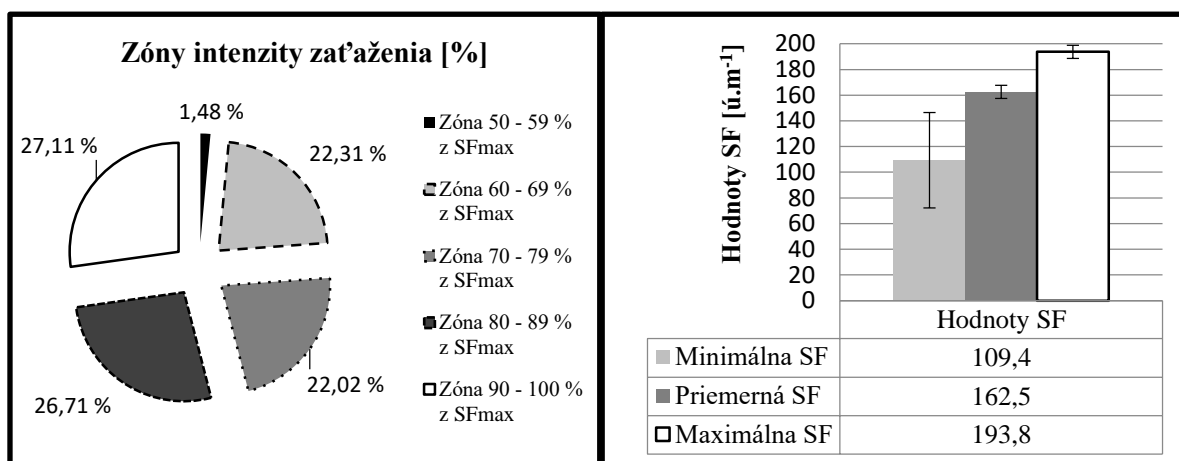 Zóny intenzity zaťaženia [%]
1,48 %
22,31 %
22,02 %
26,71 %
27,11 %
Zóna 50 - 59 %
z SFmax
Zóna 60 - 69 %
z SFmax
Zóna 70 - 79 %
z SFmax
Zóna 80 - 89 %
z SFmax
Zóna 90 - 100 %
z SFmax
Hodnoty SF [ú.m-1]
200
180
160
140
120
100
80
60
40
20
0
Hodnoty SF
Minimálna SF 109,4
Priemerná SF 162,5
Maximálna SF 193,8